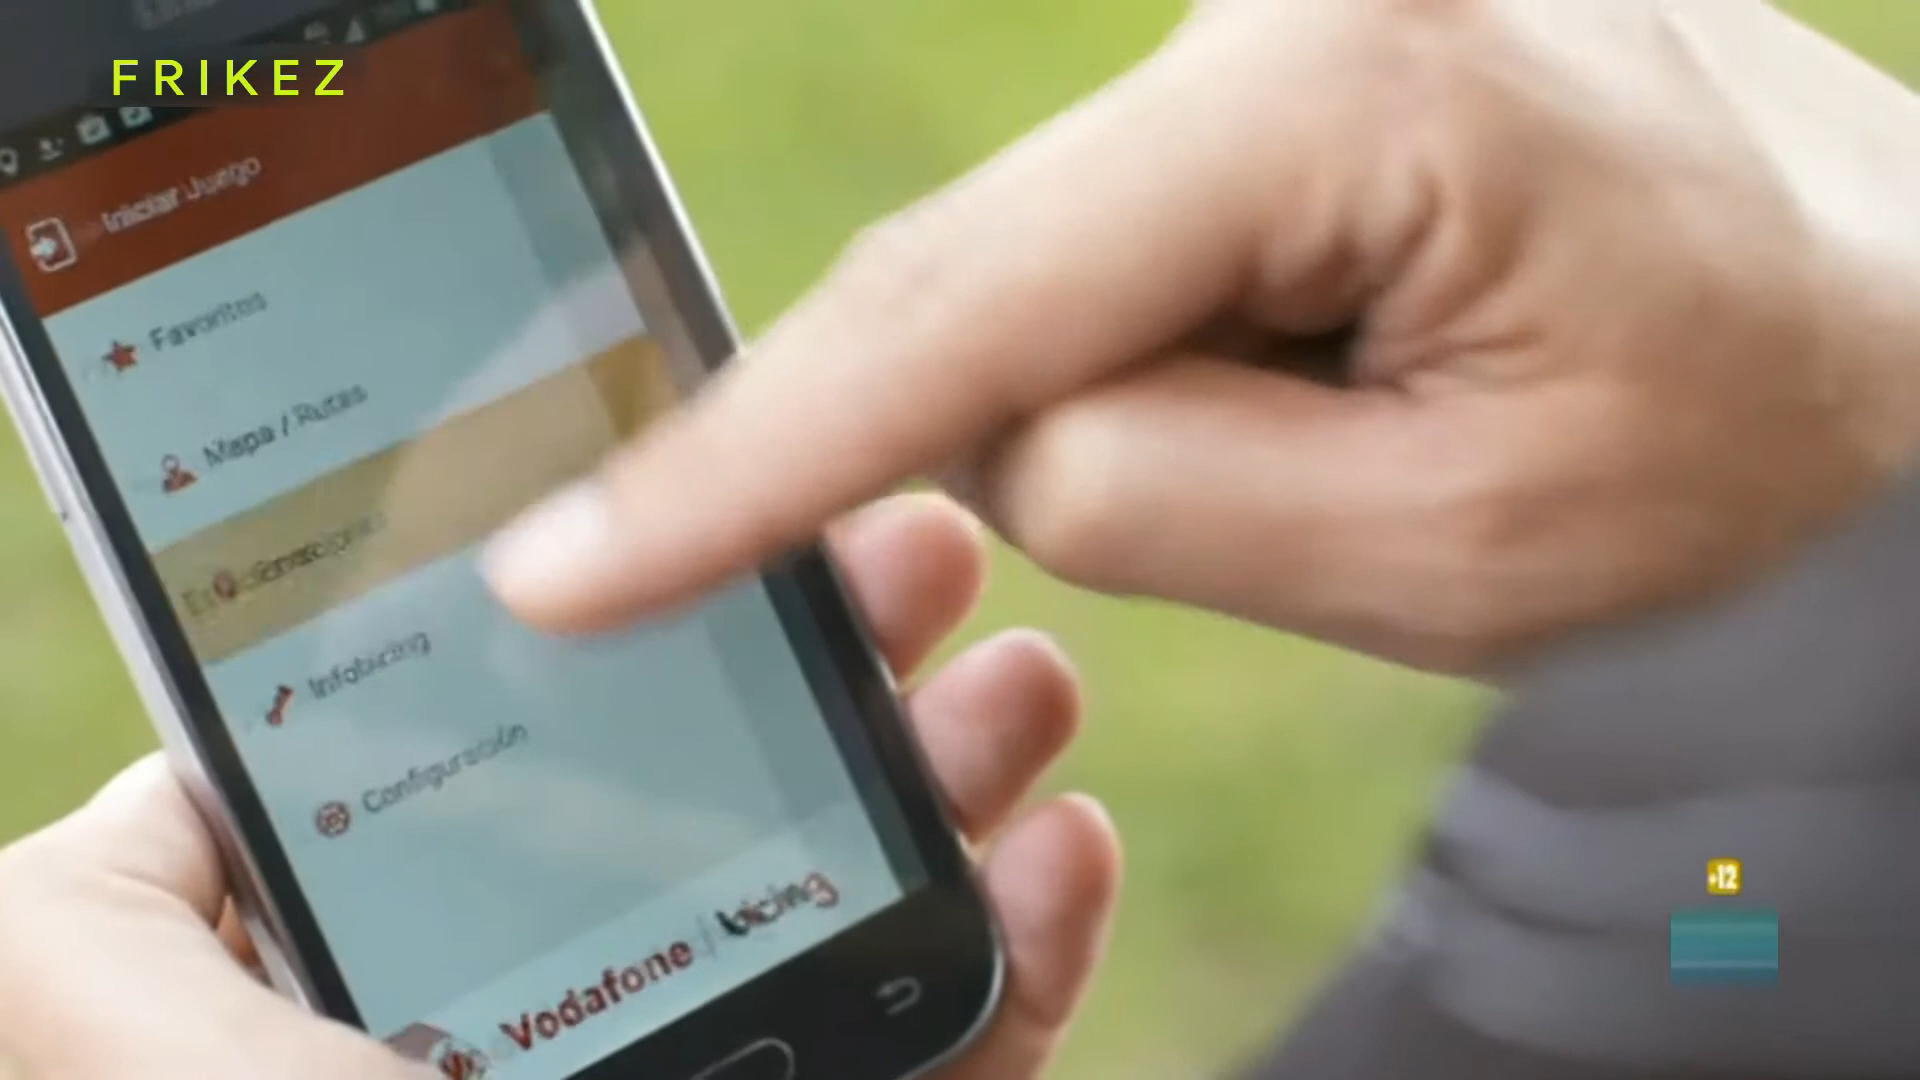 FRIKEZ
Iniciar Juego
Favoritos
Mapa / Rutas
Infobicing
Configuración
Vodafone / bicing
+12